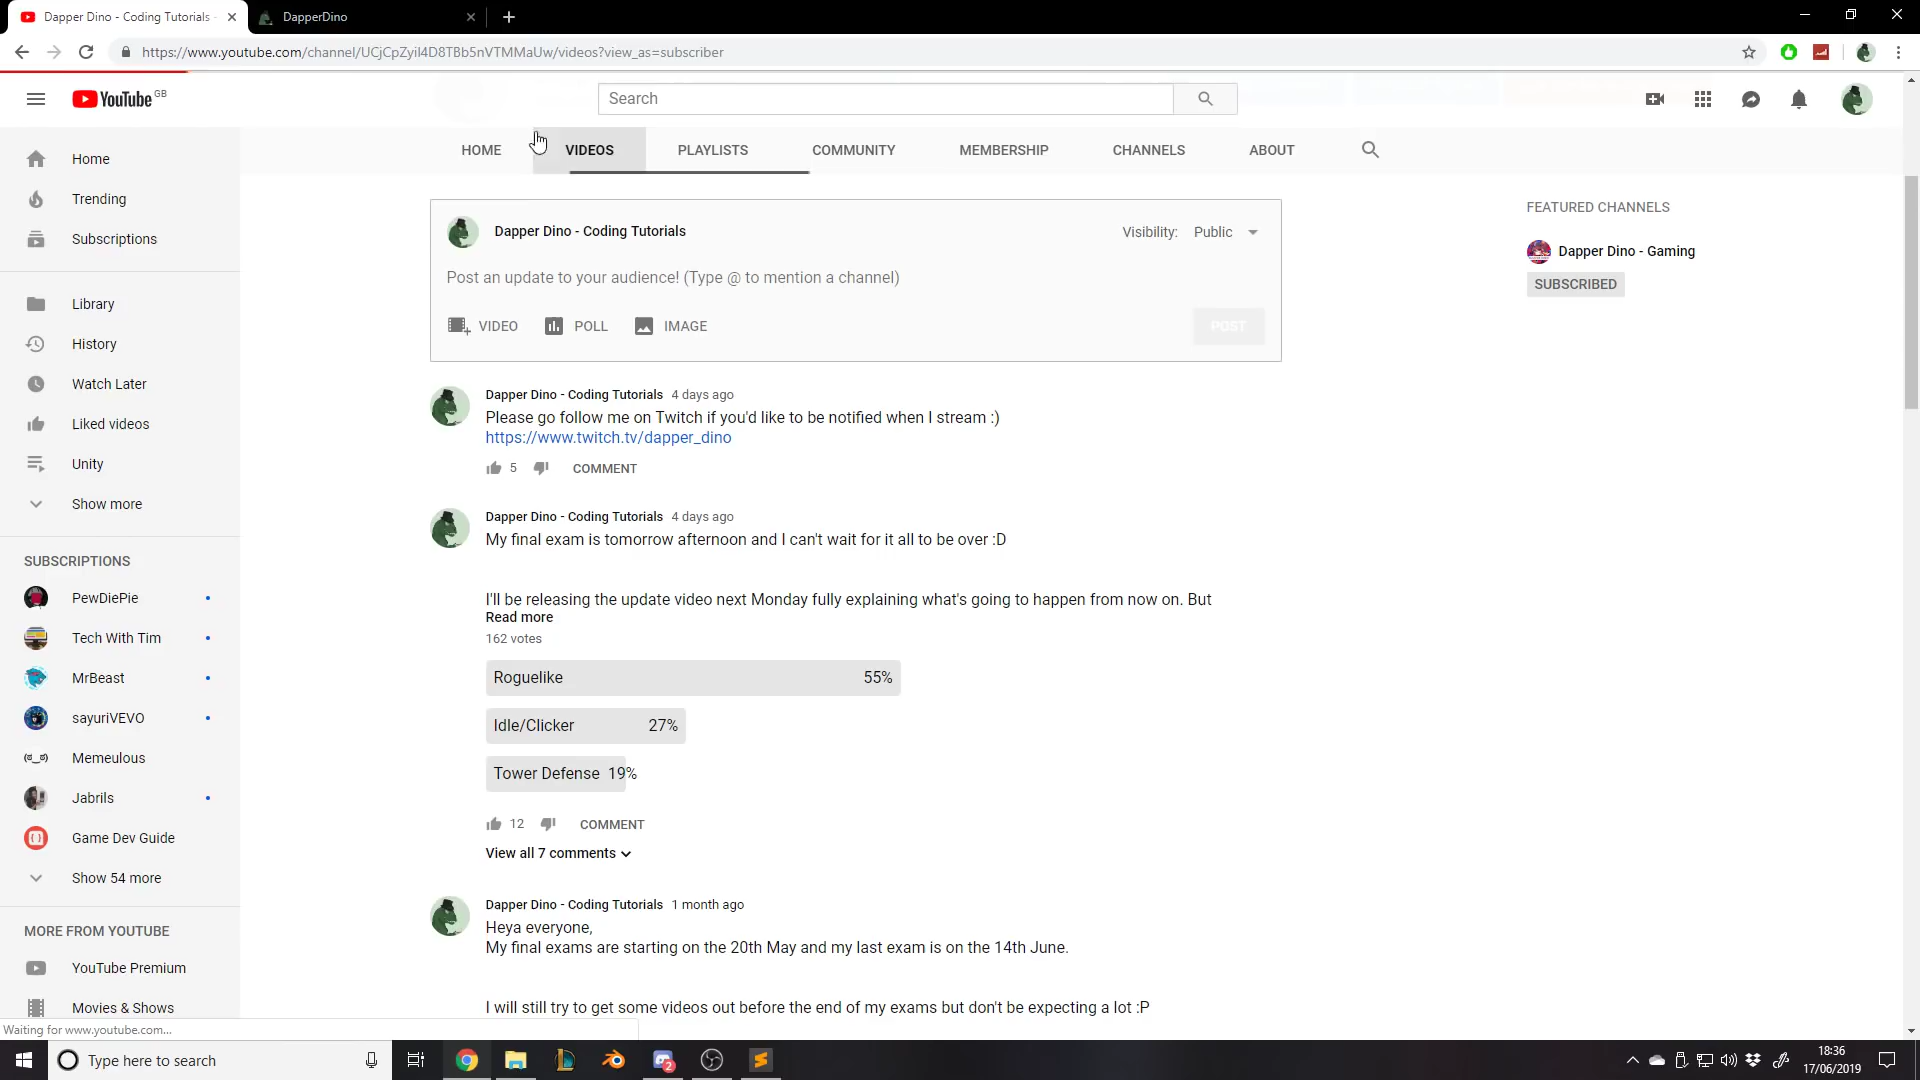 Dapper Dino - Coding Tutorials -
DapperDino
https://www.youtube.com/channel/UCjCpZyiI4D8TBb5nVTMMaUw/videos?view_as=subscriber
YouTube GB
Search
HOME
VIDEOS
PLAYLISTS
COMMUNITY
MEMBERSHIP
CHANNELS
ABOUT
Home
Trending
Subscriptions
Library
History
Watch Later
Liked videos
Unity
Show more
SUBSCRIPTIONS
PewDiePie
Tech With Tim
MrBeast
sayuriVEVO
Memeulous
Jabrils
Game Dev Guide
Show 54 more
MORE FROM YOUTUBE
YouTube Premium
Movies & Shows
Dapper Dino - Coding Tutorials
Visibility: Public
Post an update to your audience! (Type @ to mention a channel)
VIDEO
POLL
IMAGE
POST
Dapper Dino - Coding Tutorials 4 days ago
Please go follow me on Twitch if you'd like to be notified when I stream :)
https://www.twitch.tv/dapper_dino
5
COMMENT
Dapper Dino - Coding Tutorials 4 days ago
My final exam is tomorrow afternoon and I can't wait for it all to be over :D
I'll be releasing the update video next Monday fully explaining what's going to happen from now on. But
Read more
162 votes
Roguelike 55%
Idle/Clicker 27%
Tower Defense 19%
12
COMMENT
View all 7 comments
Dapper Dino - Coding Tutorials 1 month ago
Heya everyone,
My final exams are starting on the 20th May and my last exam is on the 14th June.
I will still try to get some videos out before the end of my exams but don't be expecting a lot :P
FEATURED CHANNELS
Dapper Dino - Gaming
SUBSCRIBED
Waiting for www.youtube.com...
Type here to search
2
18:36
17/06/2019